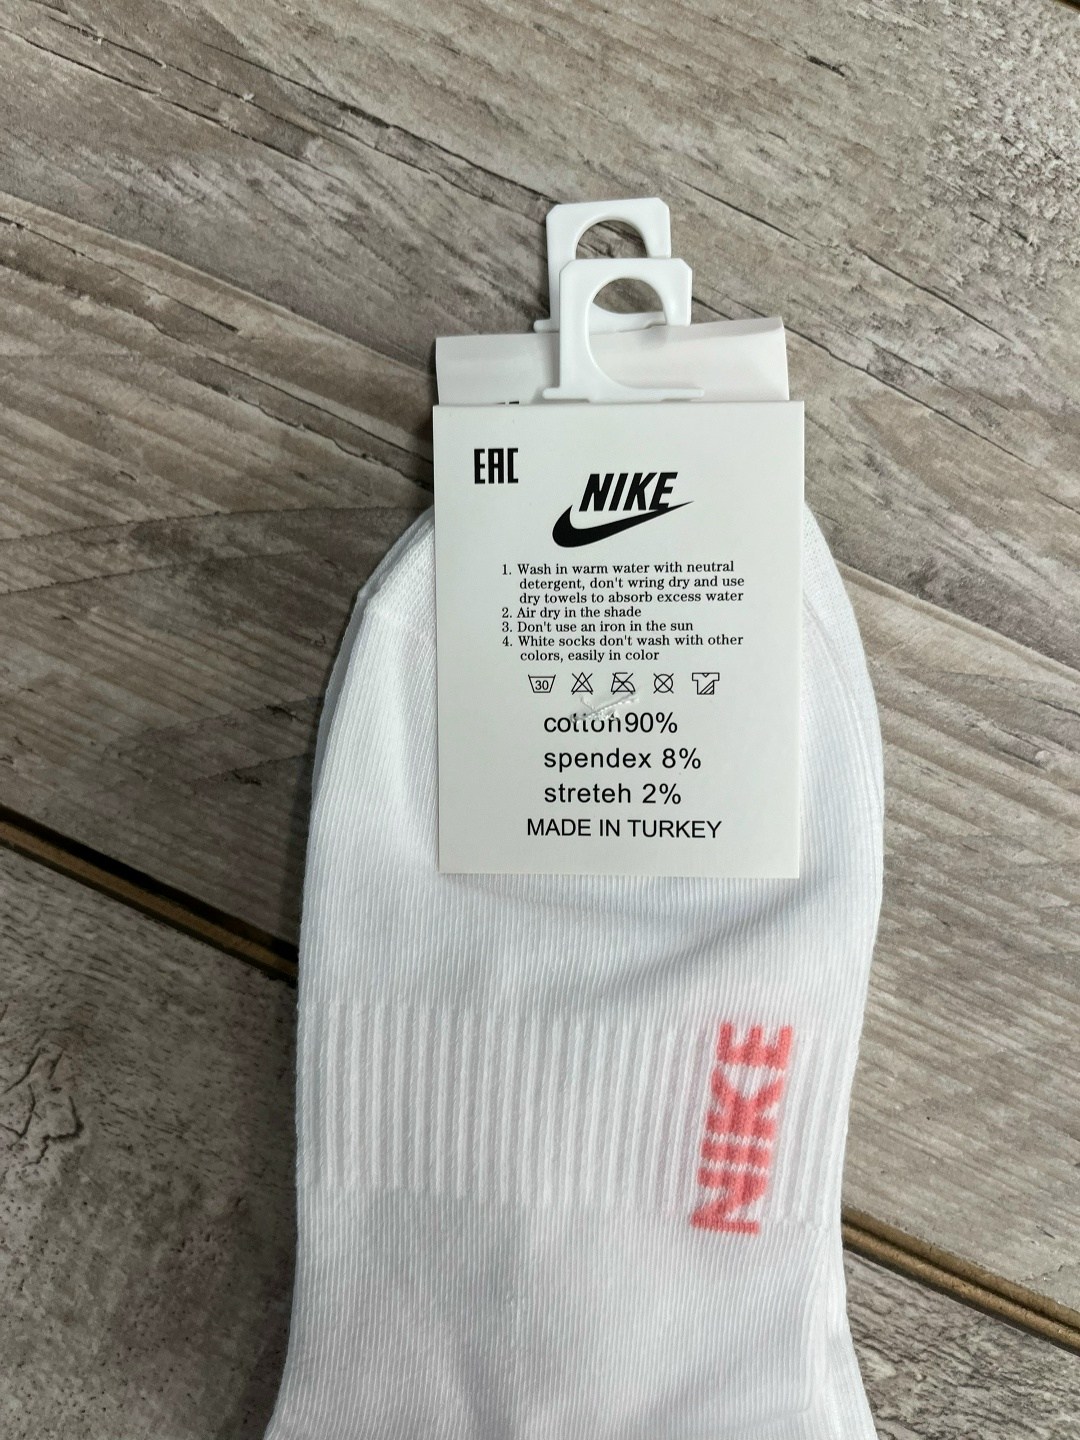 EAC
NIKE
1. Wash in warm water with neutral
detergent, don't wring dry and use
dry towels to absorb excess water
2. Air dry in the shade
3. Don't use an iron in the sun
4. White socks don't wash with other
colors, easily in color
30
cotton90%
spendex 8%
streteh 2%
MADE IN TURKEY
NIKE